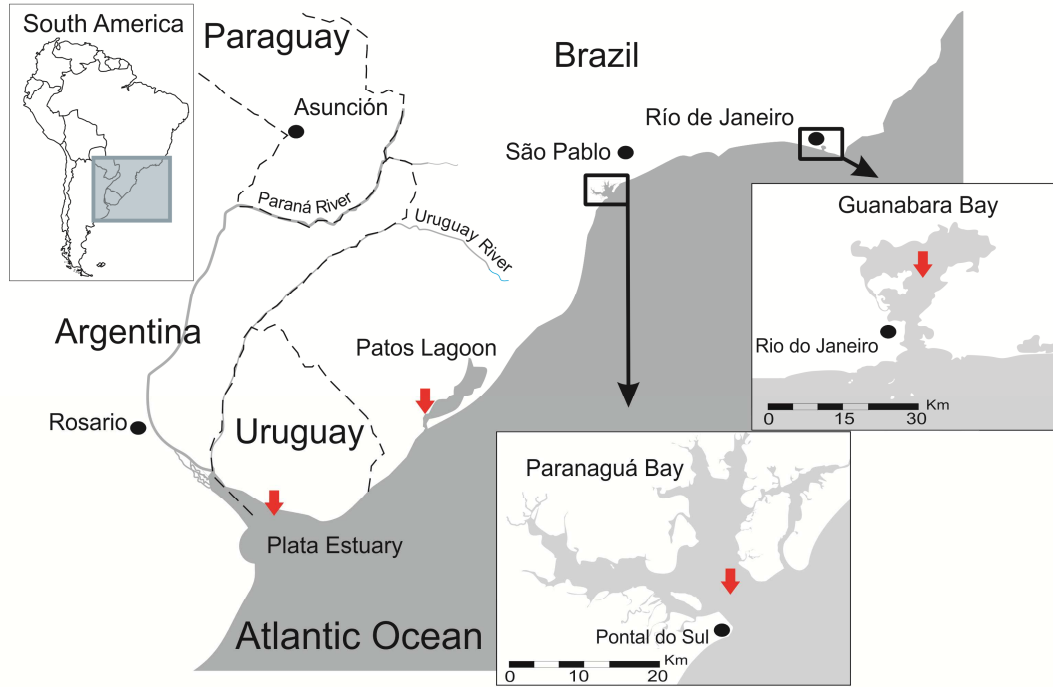 South America
Paraguay
Brazil
Asunción
Río de Janeiro
São Pablo
Paraná River
Uruguay River
Guanabara Bay
Argentina
Rio do Janeiro
Patos Lagoon
Km
0 15 30
Rosario
Uruguay
Paranaguá Bay
Plata Estuary
Atlantic Ocean
Pontal do Sul
Km
0 10 20